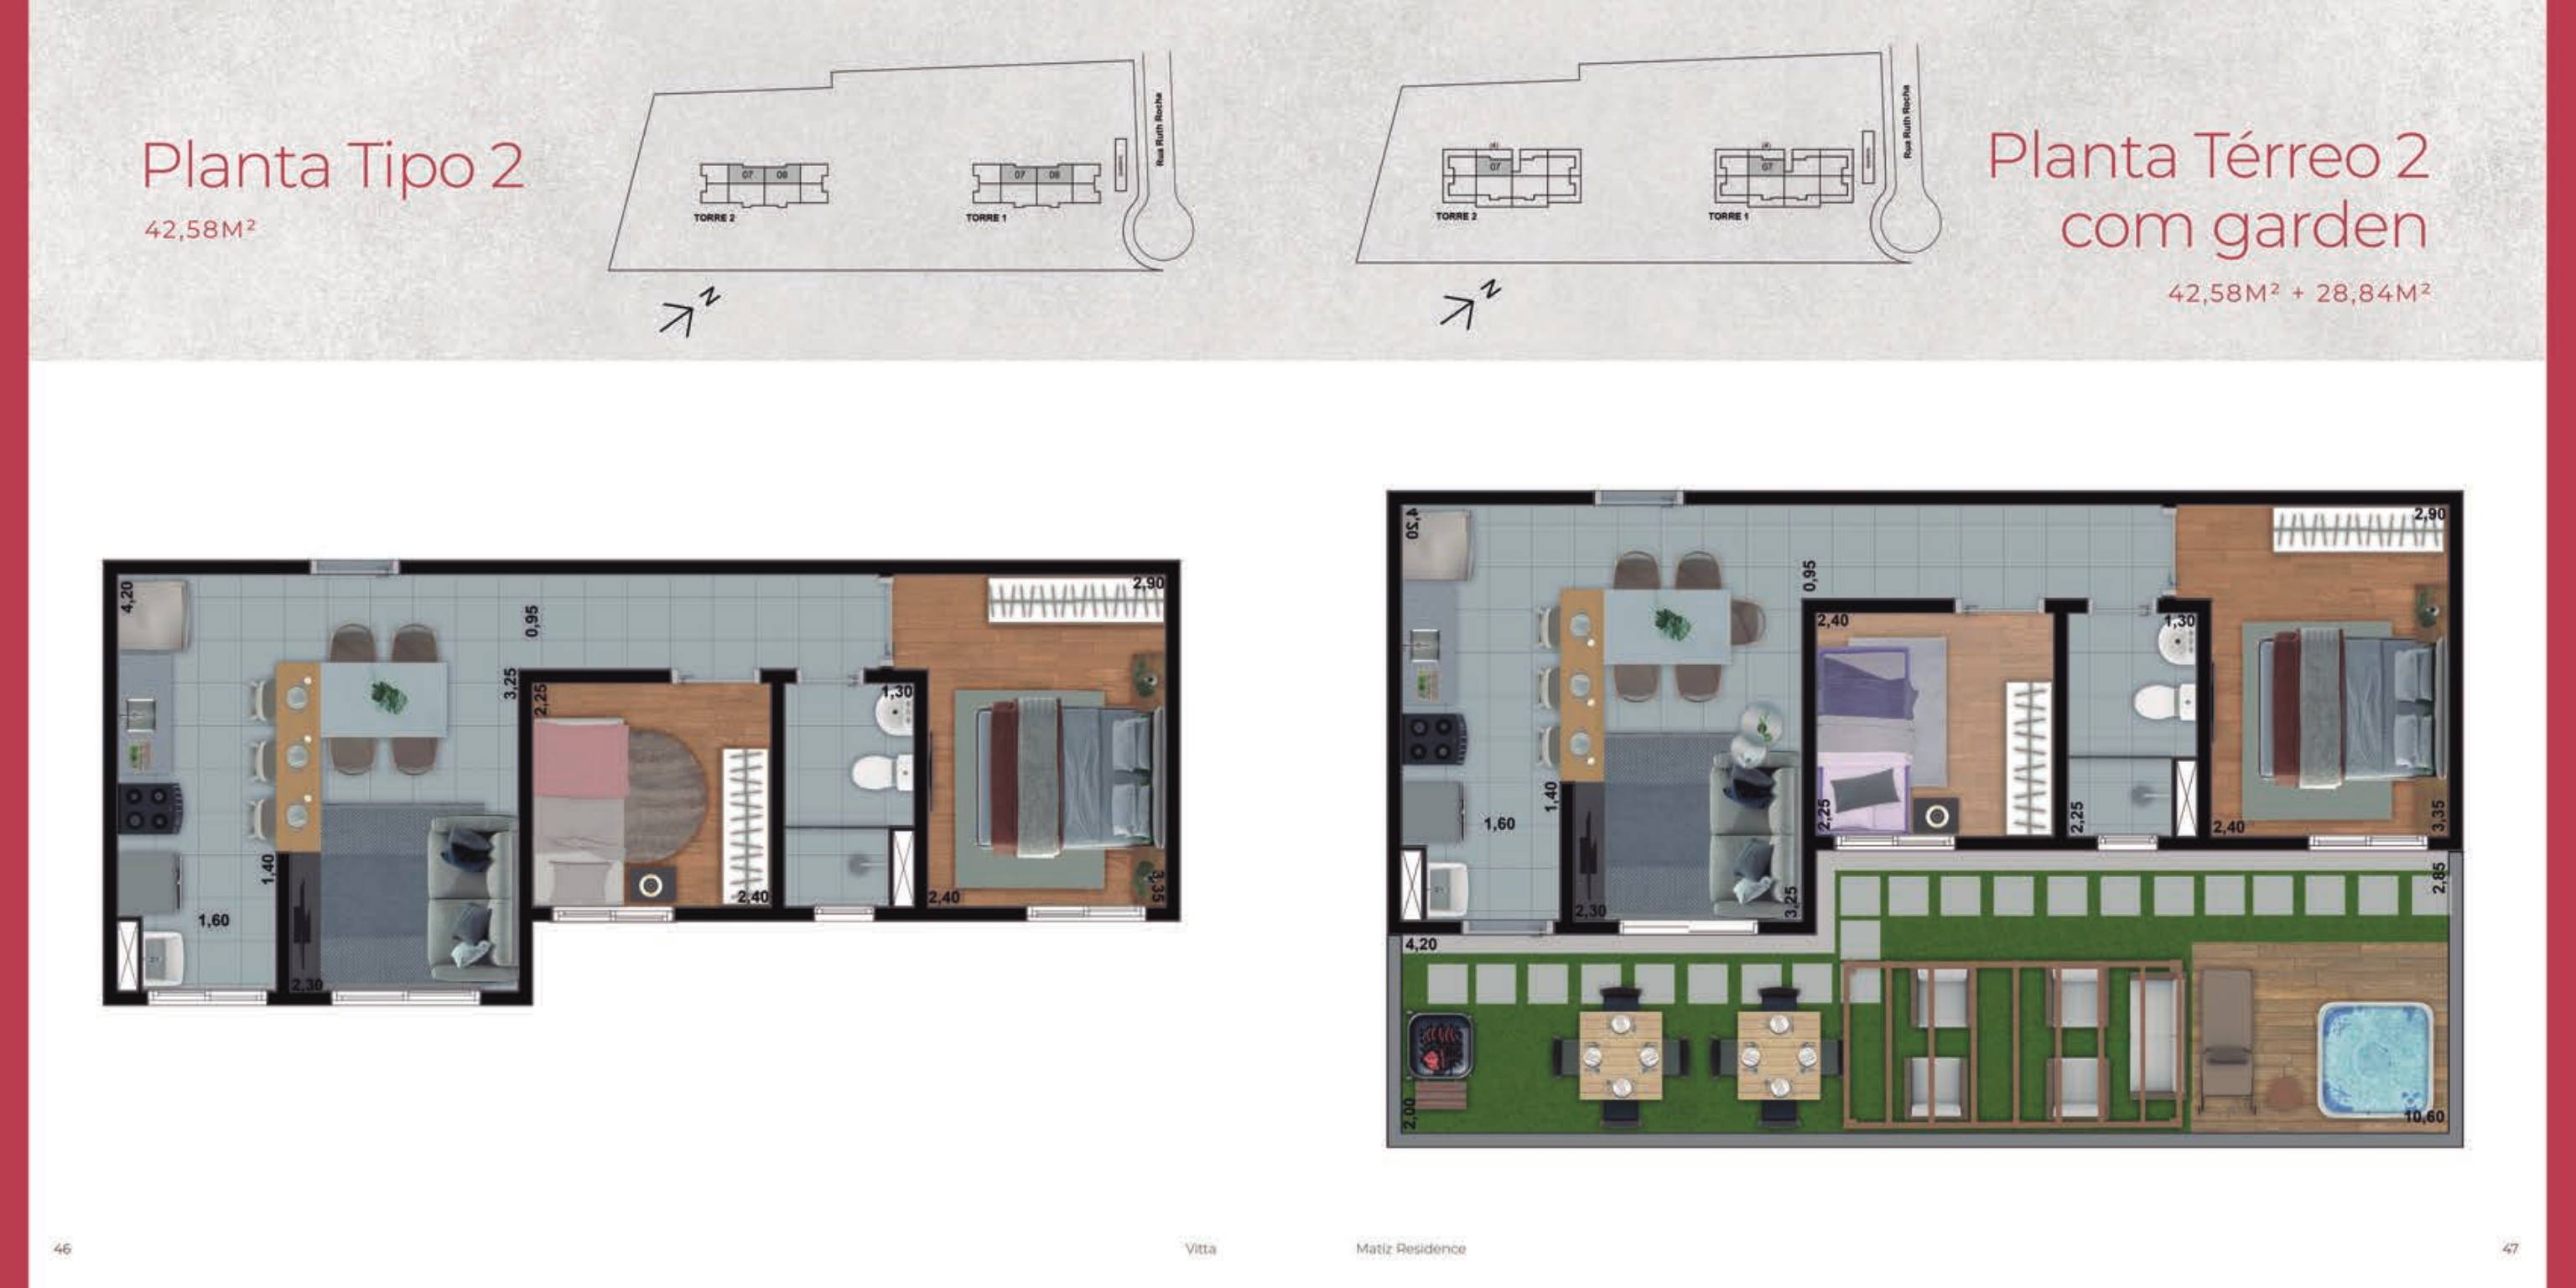 Planta Tipo 2
42,58M²
07 08
TORRE 2
07 08
TORRE 1
Rua Ruth Rocha
N
07
TORRE 2
07
TORRE 1
Rua Ruth Rocha
N
Planta Térreo 2
com garden
42,58M² + 28,84M²
4,20
0,95
2,90
3,25
2,25
1,30
1,40
1,60
2,30
2,40
2,40
3,35
4,20
0,95
2,90
2,40
1,30
1,40
1,60
2,25
2,25
2,40
3,35
2,30
3,25
2,85
4,20
2,00
10,60
46
Vitta
Matiz Residence
47